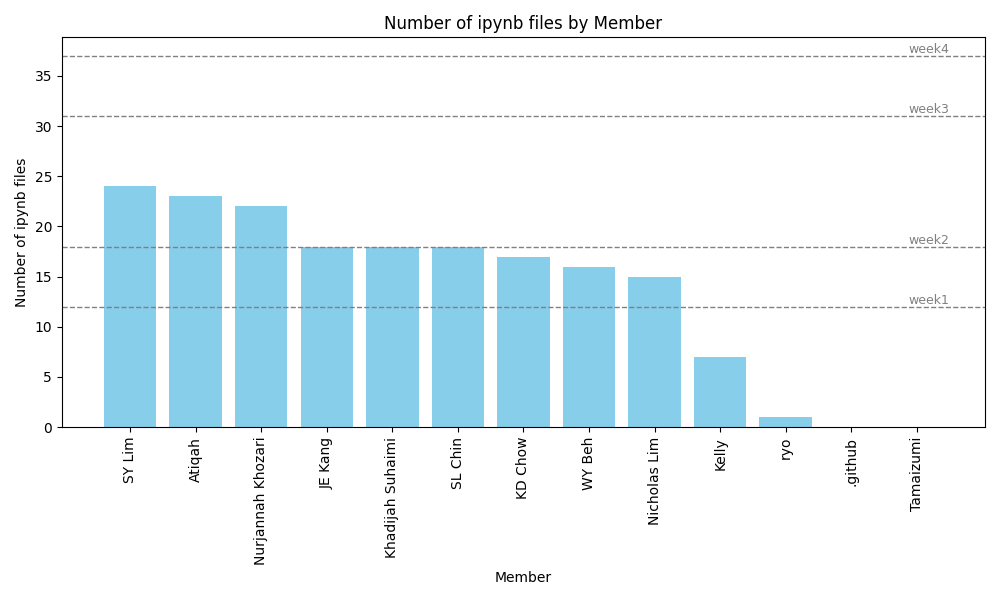 Number of ipynb files by Member
Number of ipynb files
35
30
25
20
15
10
5
0
week4
week3
week2
week1
SY Lim
Atiqah
Nurjannah Khozari
JE Kang
Khadijah Suhaimi
SL Chin
KD Chow
WY Beh
Nicholas Lim
Kelly
ryo
.github
Tamaizumi
Member